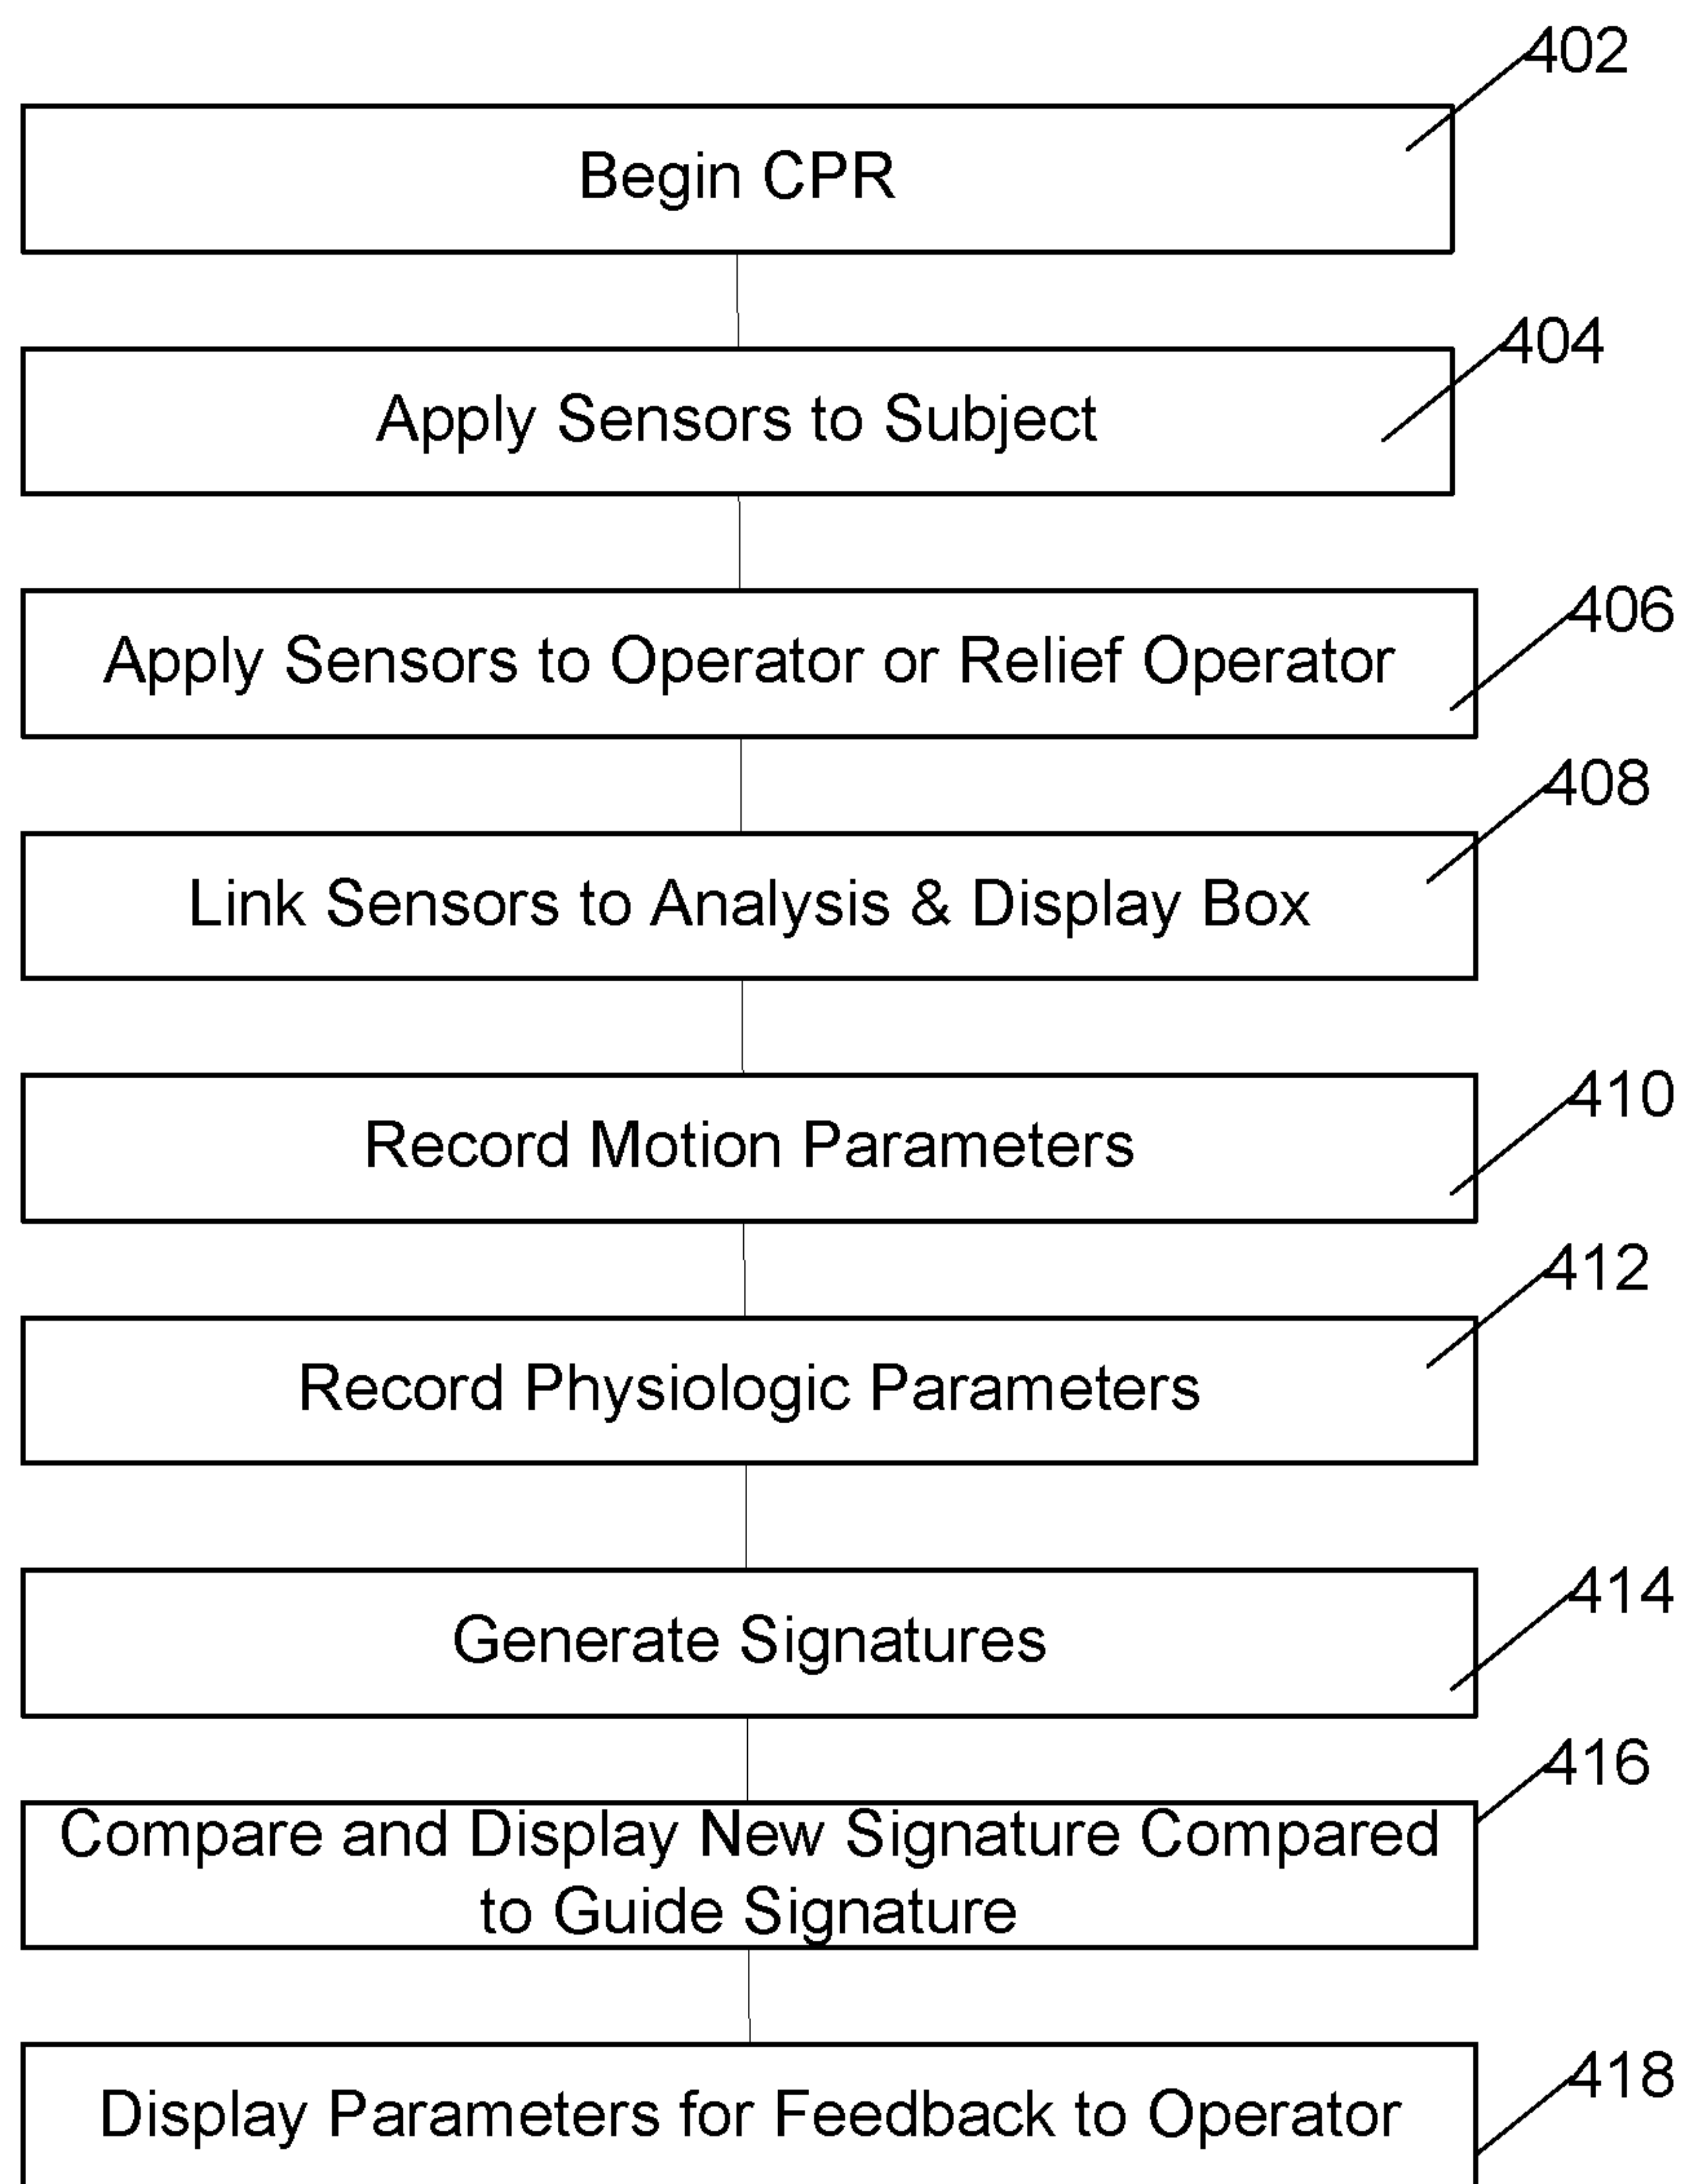 402
Begin CPR
404
Apply Sensors to Subject
406
Apply Sensors to Operator or Relief Operator
408
Link Sensors to Analysis & Display Box
410
Record Motion Parameters
412
Record Physiologic Parameters
414
Generate Signatures
416
Compare and Display New Signature Compared
to Guide Signature
418
Display Parameters for Feedback to Operator